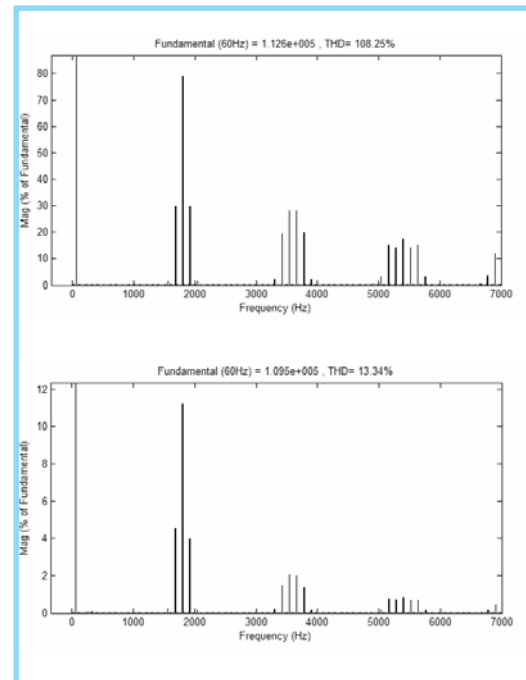 Fundamental (60Hz) = 1.126e+005 , THD= 108.25%
Mag (% of Fundamental)
80
70
60
50
40
30
20
10
0
0 1000 2000 3000 4000 5000 6000 7000
Frequency (Hz)
Fundamental (60Hz) = 1.095e+005 , THD= 13.34%
Mag (% of Fundamental)
12
10
8
6
4
2
0
0 1000 2000 3000 4000 5000 6000 7000
Frequency (Hz)